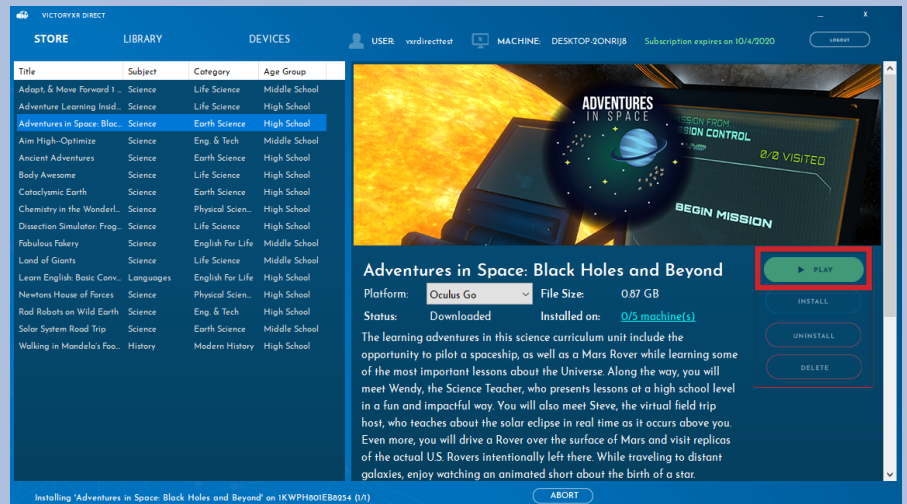 VICTORYXR DIRECT
_ X
STORE LIBRARY DEVICES USER: vxrdirecttest MACHINE: DESKTOP-2ONRIJ8 Subscription expires on 10/4/2020 LOGOUT
Title Subject Category Age Group
Adapt, & Move Forward 1 ... Science Life Science Middle School
Adventure Learning Insid... Science Life Science High School
Adventures in Space: Blac... Science Earth Science High School
Aim High--Optimize Science Eng. & Tech Middle School
Ancient Adventures Science Earth Science High School
Body Awesome Science Life Science High School
Cataclysmic Earth Science Earth Science High School
Chemistry in the Wonderl... Science Physical Scien... High School
Dissection Simulator: Frog... Science Life Science High School
Fabulous Fakery Science English For Life Middle School
Land of Giants Science Life Science Middle School
Learn English: Basic Conv... Languages English For Life High School
Newtons House of Forces Science Physical Scien... High School
Rad Robots on Wild Earth Science Eng. & Tech High School
Solar System Road Trip Science Earth Science Middle School
Walking in Mandela's Foo... History Modern History High School
ADVENTURES
IN SPACE
SSION FROM
SSION CONTROL
0/0 VISITED
BEGIN MISSION
Adventures in Space: Black Holes and Beyond
Platform: Oculus Go File Size: 0.87 GB
Status: Downloaded Installed on: 0/5 machine(s)
PLAY
INSTALL
UNINSTALL
DELETE
The learning adventures in this science curriculum unit include the
opportunity to pilot a spaceship, as well as a Mars Rover while learning some
of the most important lessons about the Universe. Along the way, you will
meet Wendy, the Science Teacher, who presents lessons at a high school level
in a fun and impactful way. You will also meet Steve, the virtual field trip
host, who teaches about the solar eclipse in real time as it occurs above you.
Even more, you will drive a Rover over the surface of Mars and visit replicas
of the actual U.S. Rovers intentionally left there. While traveling to distant
galaxies, enjoy watching an animated short about the birth of a star.
Installing 'Adventures in Space: Black Holes and Beyond' on 1KWPH801EB8254 (1/1) ABORT